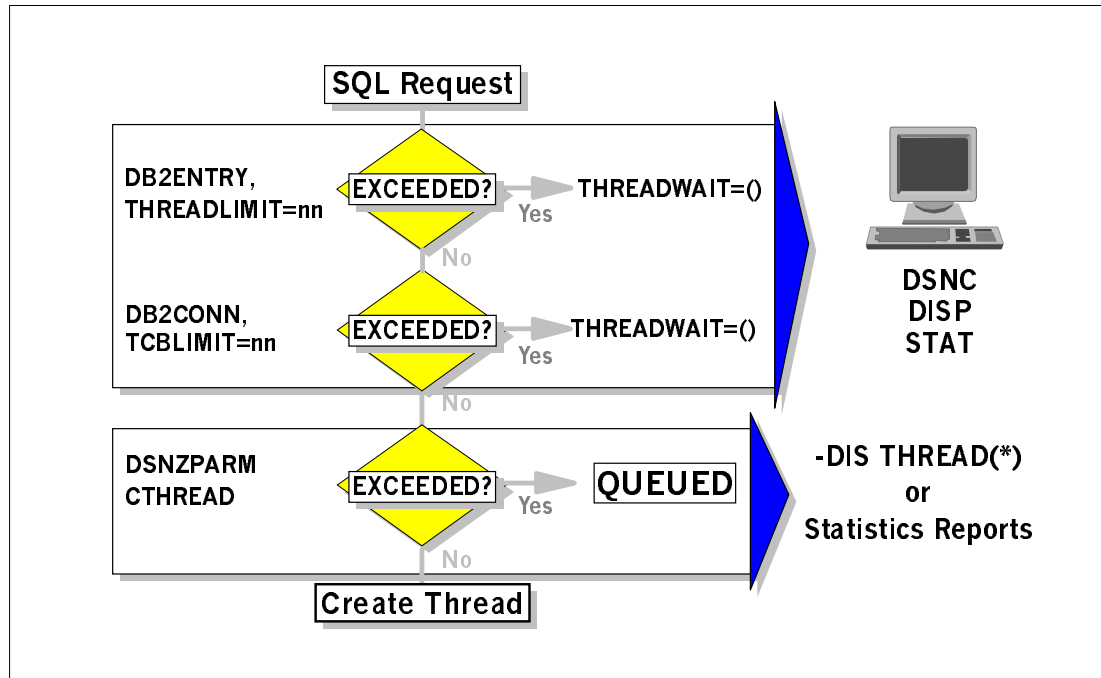 SQL Request
DB2ENTRY,
THREADLIMIT=nn
EXCEEDED?
Yes
THREADWAIT=()
No
DB2CONN,
TCBLIMIT=nn
EXCEEDED?
Yes
THREADWAIT=()
No
DSNC
DISP
STAT
DSNZPARM
CTHREAD
EXCEEDED?
Yes
QUEUED
No
-DIS THREAD(*)
or
Statistics Reports
Create Thread